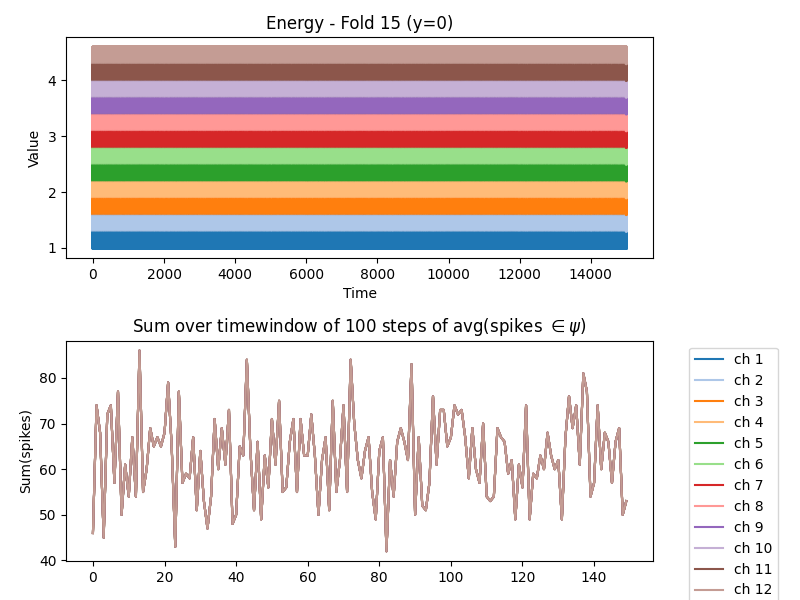 Energy - Fold 15 (y=0)
Value
4
3
2
1
0 2000 4000 6000 8000 10000 12000 14000
Time
Sum over timewindow of 100 steps of avg(spikes ∈ψ)
Sum(spikes)
80
70
60
50
40
0 20 40 60 80 100 120 140
ch 1
ch 2
ch 3
ch 4
ch 5
ch 6
ch 7
ch 8
ch 9
ch 10
ch 11
ch 12